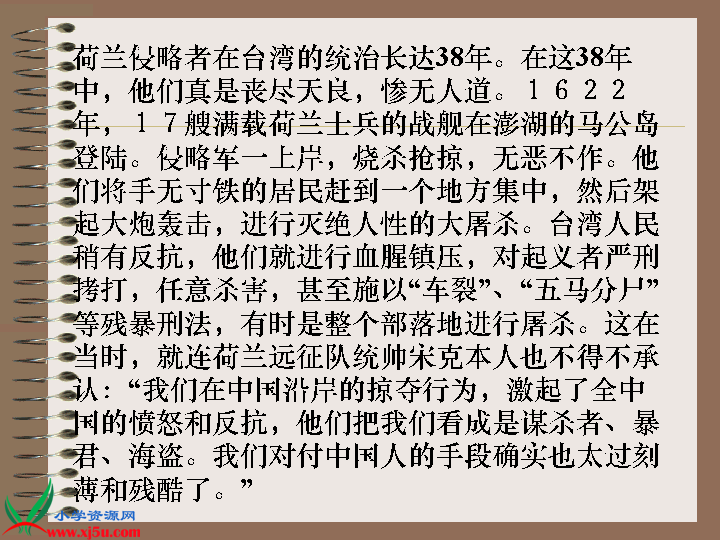 荷兰侵略者在台湾的统治长达38年。在这38年
中，他们真是丧尽天良，惨无人道。１６２２
年，１７艘满载荷兰士兵的战舰在澎湖的马公岛
登陆。侵略军一上岸，烧杀抢掠，无恶不作。他
们将手无寸铁的居民赶到一个地方集中，然后架
起大炮轰击，进行灭绝人性的大屠杀。台湾人民
稍有反抗，他们就进行血腥镇压，对起义者严刑
拷打，任意杀害，甚至施以“车裂”、“五马分尸”
等残暴刑法，有时是整个部落地进行屠杀。这在
当时，就连荷兰远征队统帅宋克本人也不得不承
认：“我们在中国沿岸的掠夺行为，激起了全中
国的愤怒和反抗，他们把我们看成是谋杀者、暴
君、海盗。我们对付中国人的手段确实也太过刻
薄和残酷了。”
小学资源网
www.xj5u.com